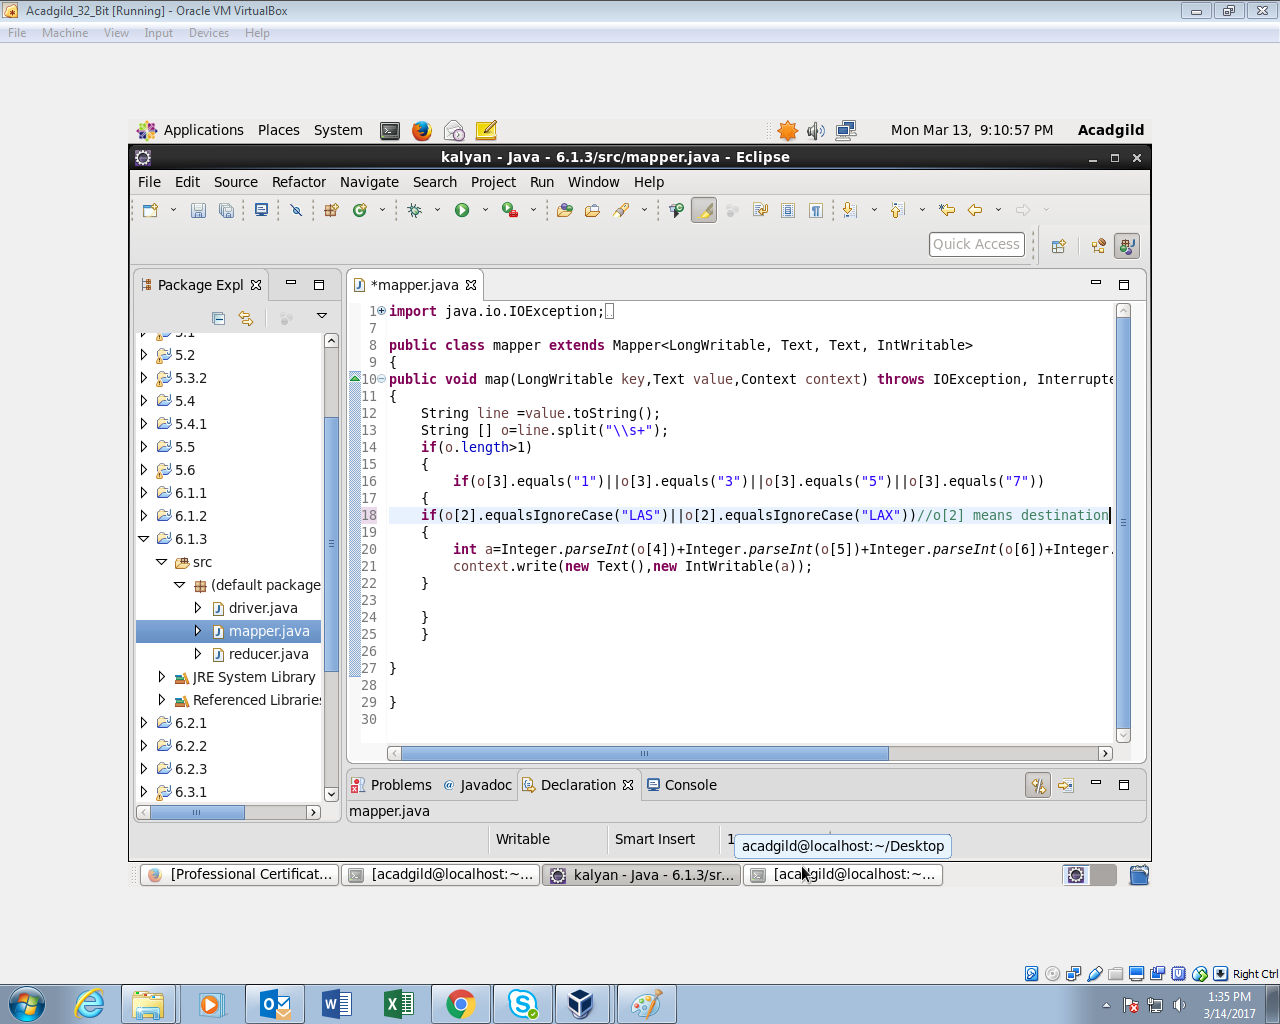 Acadgild_32_Bit [Running] - Oracle VM VirtualBox
File Machine View Input Devices Help
Applications Places System Mon Mar 13, 9:10:57 PM Acadgild
kalyan - Java - 6.1.3/src/mapper.java - Eclipse
File Edit Source Refactor Navigate Search Project Run Window Help
Quick Access
Package Expl
5.1
5.2
5.3.2
5.4
5.4.1
5.5
5.6
6.1.1
6.1.2
6.1.3
src
(default package
driver.java
mapper.java
reducer.java
JRE System Library
Referenced Libraries
6.2.1
6.2.2
6.2.3
6.3.1
*mapper.java
1 import java.io.IOException;
7
8 public class mapper extends Mapper<LongWritable, Text, Text, IntWritable>
9 {
10 public void map(LongWritable key,Text value,Context context) throws IOException, Interrupte
11 {
12 String line =value.toString();
13 String [] o=line.split("\\s+");
14 if(o.length>1)
15 {
16 if(o[3].equals("1")||o[3].equals("3")||o[3].equals("5")||o[3].equals("7"))
17 {
18 if(o[2].equalsIgnoreCase("LAS")||o[2].equalsIgnoreCase("LAX"))//o[2] means destination
19 {
20 int a=Integer.parseInt(o[4])+Integer.parseInt(o[5])+Integer.parseInt(o[6])+Integer.
21 context.write(new Text(),new IntWritable(a));
22 }
23
24 }
25 }
26
27 }
28
29 }
30
Problems @ Javadoc Declaration Console
mapper.java
Writable Smart Insert 1
acadgild@localhost:~/Desktop
[Professional Certificat... [acadgild@localhost:~... kalyan - Java - 6.1.3/sr... [acadgild@localhost:~...
Right Ctrl
1:35 PM
3/14/2017